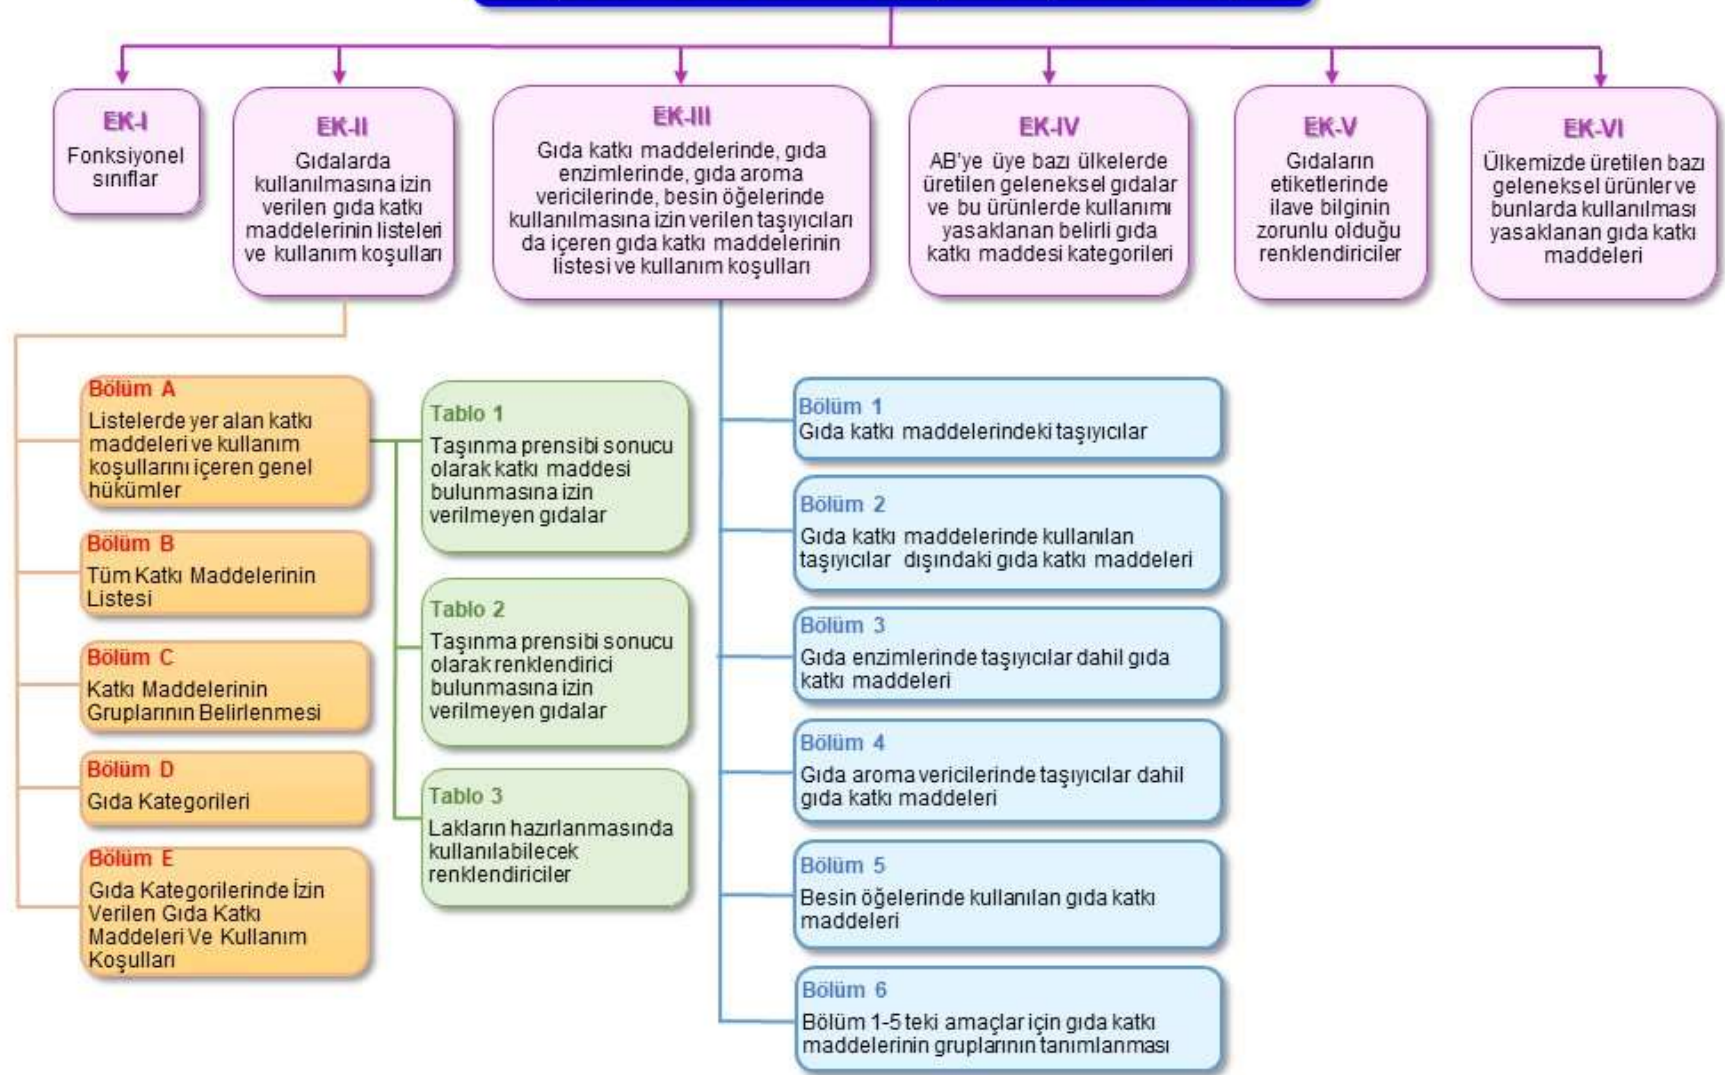 EK-I
Fonksiyonel
sınıflar
EK-II
Gıdalarda
kullanılmasına izin
verilen gıda katkı
maddelerinin listeleri
ve kullanım koşulları
EK-III
Gıda katkı maddelerinde, gıda
enzimlerinde, gıda aroma
vericilerinde, besin öğelerinde
kullanılmasına izin verilen taşıyıcıları
da içeren gıda katkı maddelerinin
listesi ve kullanım koşulları
EK-IV
AB'ye üye bazı ülkelerde
üretilen geleneksel gıdalar
ve bu ürünlerde kullanımı
yasaklanan belirli gıda
katkı maddesi kategorileri
EK-V
Gıdaların
etiketlerinde
ilave bilginin
zorunlu olduğu
renklendiriciler
EK-VI
Ülkemizde üretilen bazı
geleneksel ürünler ve
bunlarda kullanılması
yasaklanan gıda katkı
maddeleri
Bölüm A
Listelerde yer alan katkı
maddeleri ve kullanım
koşullarını içeren genel
hükümler
Bölüm B
Tüm Katkı Maddelerinin
Listesi
Bölüm C
Katkı Maddelerinin
Gruplarının Belirlenmesi
Bölüm D
Gıda Kategorileri
Bölüm E
Gıda Kategorilerinde İzin
Verilen Gıda Katkı
Maddeleri Ve Kullanım
Koşulları
Tablo 1
Taşınma prensibi sonucu
olarak katkı maddesi
bulunmasına izin
verilmeyen gıdalar
Tablo 2
Taşınma prensibi sonucu
olarak renklendirici
bulunmasına izin
verilmeyen gıdalar
Tablo 3
Lakların hazırlanmasında
kullanılabilecek
renklendiriciler
Bölüm 1
Gıda katkı maddelerindeki taşıyıcılar
Bölüm 2
Gıda katkı maddelerinde kullanılan
taşıyıcılar dışındaki gıda katkı maddeleri
Bölüm 3
Gıda enzimlerinde taşıyıcılar dahil gıda
katkı maddeleri
Bölüm 4
Gıda aroma vericilerinde taşıyıcılar dahil
gıda katkı maddeleri
Bölüm 5
Besin öğelerinde kullanılan gıda katkı
maddeleri
Bölüm 6
Bölüm 1-5 teki amaçlar için gıda katkı
maddelerinin gruplarının tanımlanması